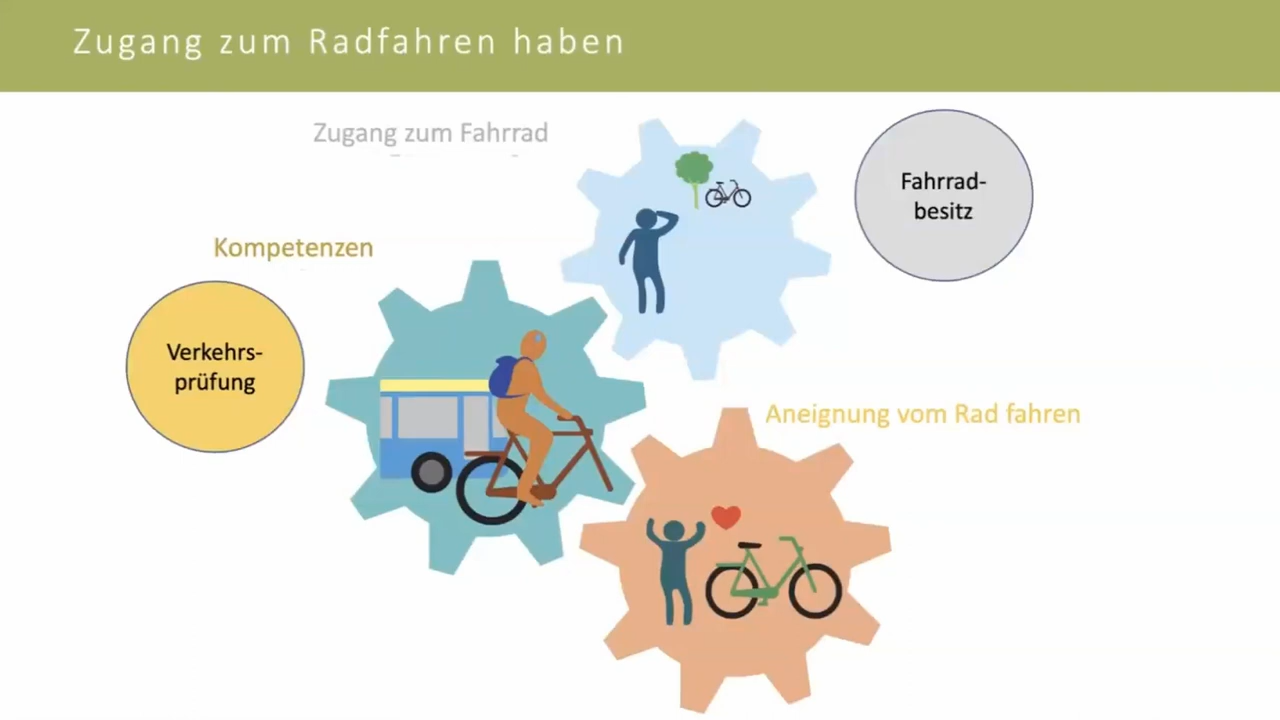 Zugang zum Radfahren haben
Zugang zum Fahrrad
Fahrrad-
besitz
Kompetenzen
Verkehrs-
prüfung
Aneignung vom Rad fahren